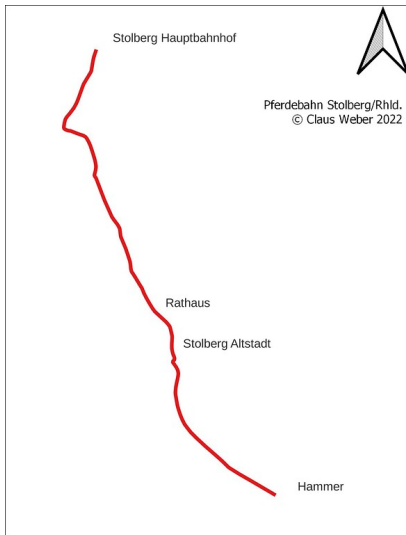 Stolberg Hauptbahnhof
Pferdebahn Stolberg/Rhld.
© Claus Weber 2022
Rathaus
Stolberg Altstadt
Hammer